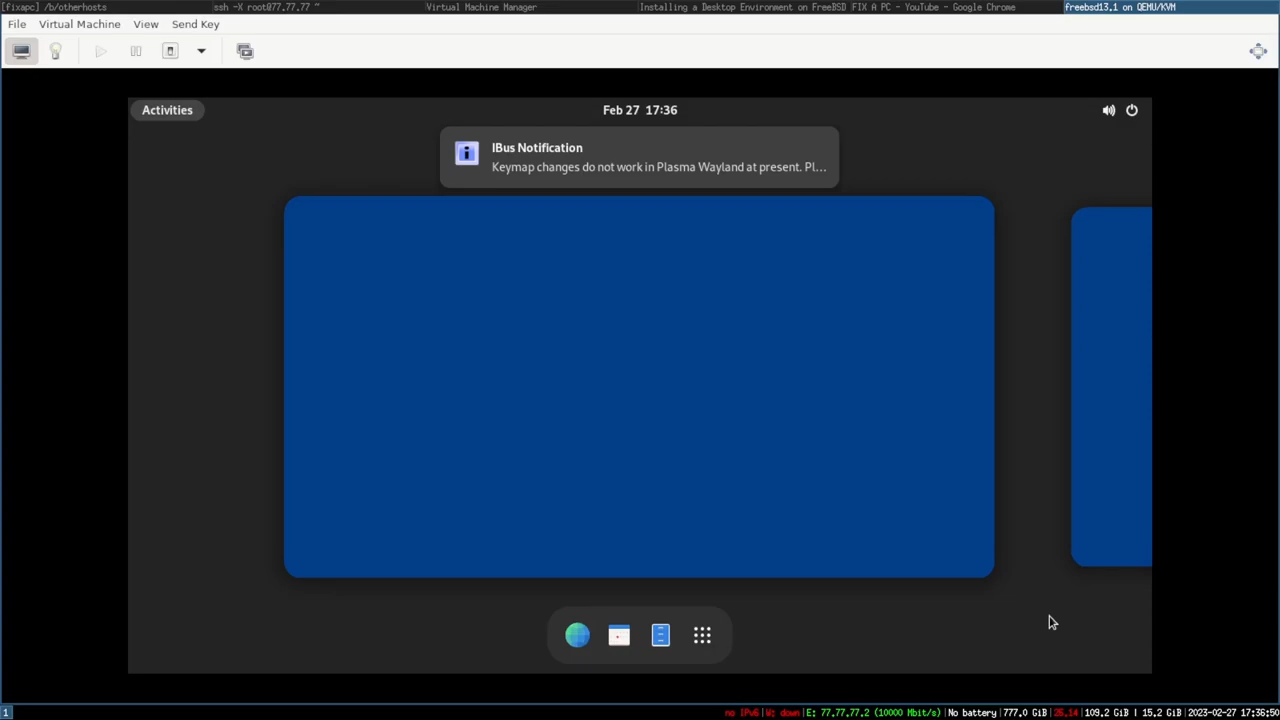 [fixapc] /b/otherhosts
ssh -X root@77.77.77 ~
Virtual Machine Manager
Installing a Desktop Environment on FreeBSD |FIX A PC - YouTube - Google Chrome
freebsd13.1 on QEMU/KVM
File Virtual Machine View Send Key
Activities
Feb 27 17:36
IBus Notification
Keymap changes do not work in Plasma Wayland at present. Pl...
1
no IPv6|W: down|E: 77.77.77.2 (10000 Mbit/s)|No battery|777.0 GiB|26.14|109.2 GiB | 15.2 GiB|2023-02-27 17:36:50